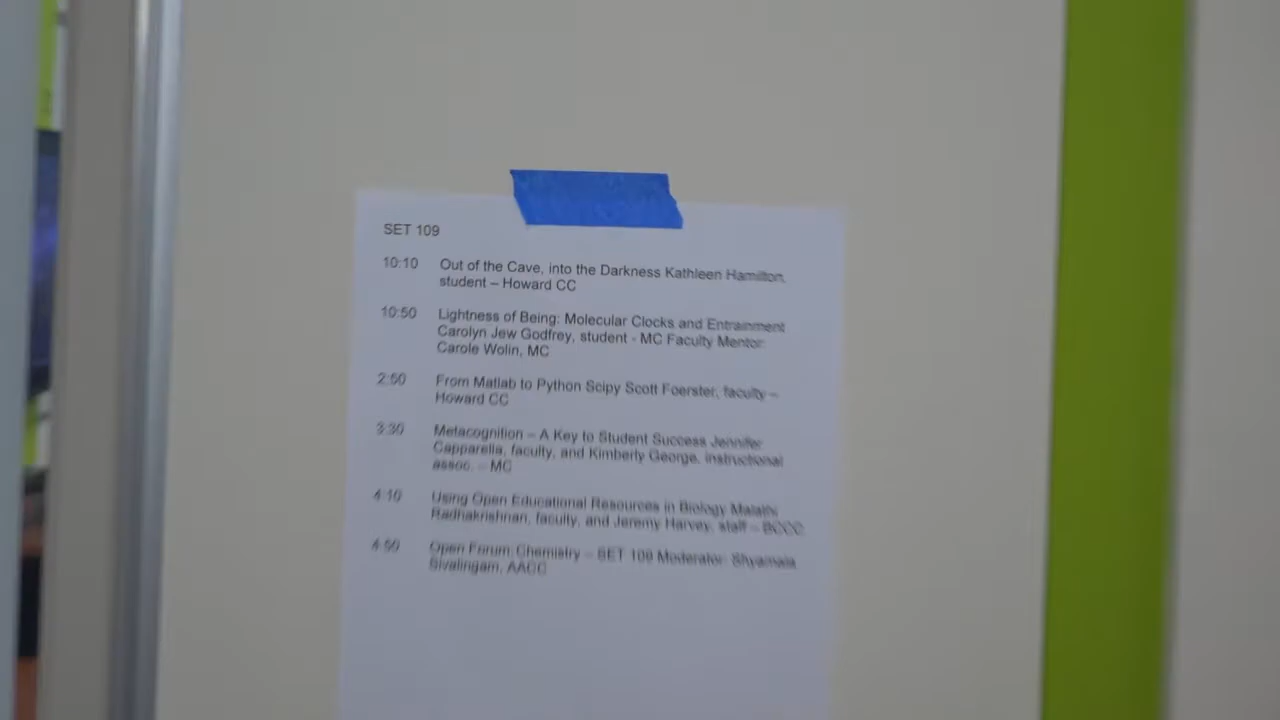 SET 109
10:10 Out of the Cave, into the Darkness Kathleen Hamilton,
student – Howard CC
10:50 Lightness of Being: Molecular Clocks and Entrainment
Carolyn Jew Godfrey, student - MC Faculty Mentor:
Carole Wolin, MC
2:50 From Matlab to Python Scipy Scott Foerster, faculty –
Howard CC
3:30 Metacognition – A Key to Student Success Jennifer
Capparella, faculty, and Kimberly George, instructional
assoc. – MC
4:10 Using Open Educational Resources in Biology Malathi
Radhakrishnan, faculty, and Jeremy Harvey, staff – BCCC
4:50 Open Forum Chemistry – SET 109 Moderator: Shyamala
Sivalingam, AACC